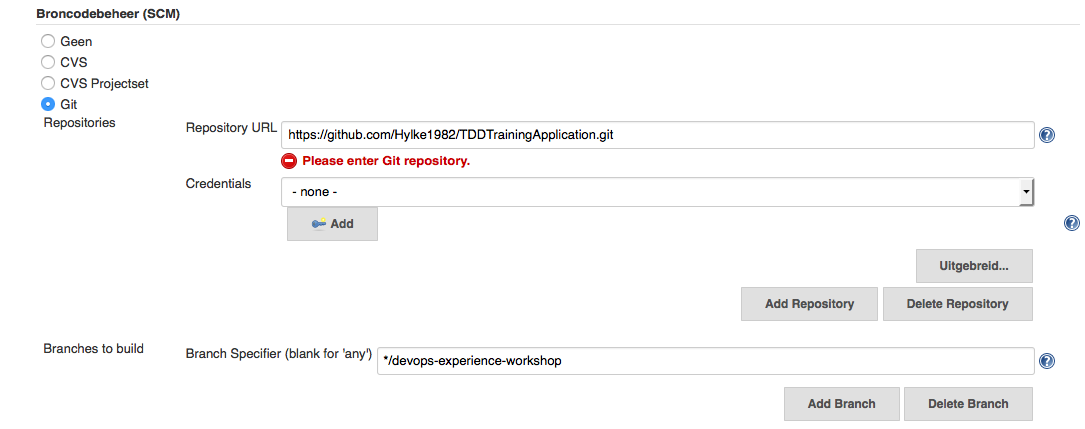 Broncodebeheer (SCM)
Geen
CVS
CVS Projectset
Git
Repositories
Repository URL
https://github.com/Hylke1982/TDDTrainingApplication.git
?
Please enter Git repository.
Credentials
- none -
Add
?
Uitgebreid...
Add Repository
Delete Repository
Branches to build
Branch Specifier (blank for 'any')
*/devops-experience-workshop
?
Add Branch
Delete Branch